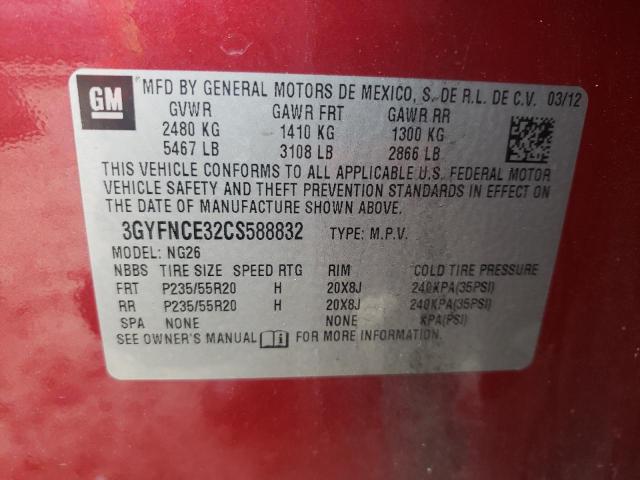 GM
MFD BY GENERAL MOTORS DE MEXICO, S. DE R.L. DE C.V. 03/12
GVWR GAWR FRT GAWR RR
2480 KG 1410 KG 1300 KG
5467 LB 3108 LB 2866 LB
THIS VEHICLE CONFORMS TO ALL APPLICABLE U.S. FEDERAL MOTOR
VEHICLE SAFETY AND THEFT PREVENTION STANDARDS IN EFFECT ON
THE DATE OF MANUFACTURE SHOWN ABOVE.
3GYFNCE32CS588832 TYPE: M.P.V.
MODEL: NG26
NBBS TIRE SIZE SPEED RTG RIM COLD TIRE PRESSURE
FRT P235/55R20 H 20X8J 240KPA(35PSI)
RR P235/55R20 H 20X8J 240KPA(35PSI)
SPA NONE NONE KPA(PSI)
SEE OWNER'S MANUAL FOR MORE INFORMATION.